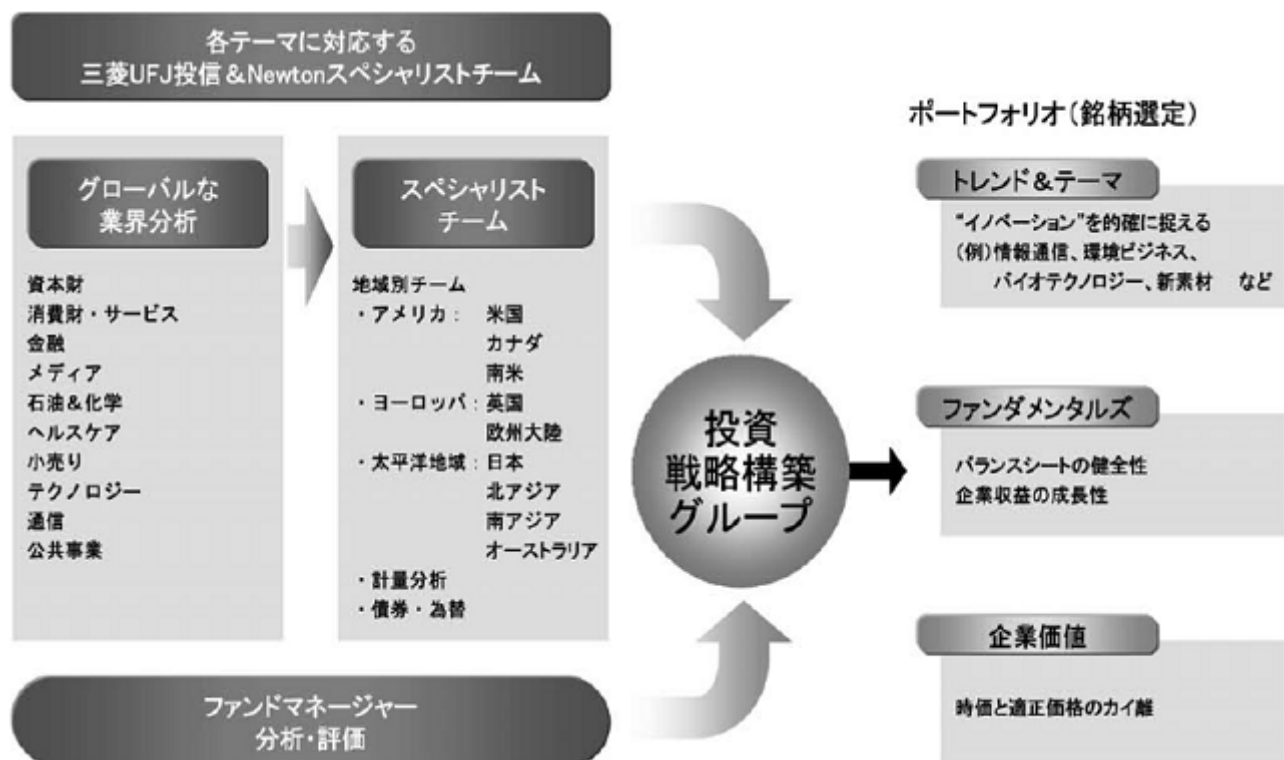 各テーマに対応する
三菱UFJ投信&Newtonスペシャリストチーム
グローバルな
業界分析
資本財
消費財・サービス
金融
メディア
石油&化学
ヘルスケア
小売り
テクノロジー
通信
公共事業
スペシャリスト
チーム
地域別チーム
・アメリカ： 米国
カナダ
南米
・ヨーロッパ：英国
欧州大陸
・太平洋地域：日本
北アジア
南アジア
オーストラリア
・計量分析
・債券・為替
ファンドマネージャー
分析・評価
投資
戦略構築
グループ
ポートフォリオ（銘柄選定）
トレンド&テーマ
“イノベーション”を的確に捉える
（例）情報通信、環境ビジネス、
バイオテクノロジー、新素材 など
ファンダメンタルズ
バランスシートの健全性
企業収益の成長性
企業価値
時価と適正価格のカイ離